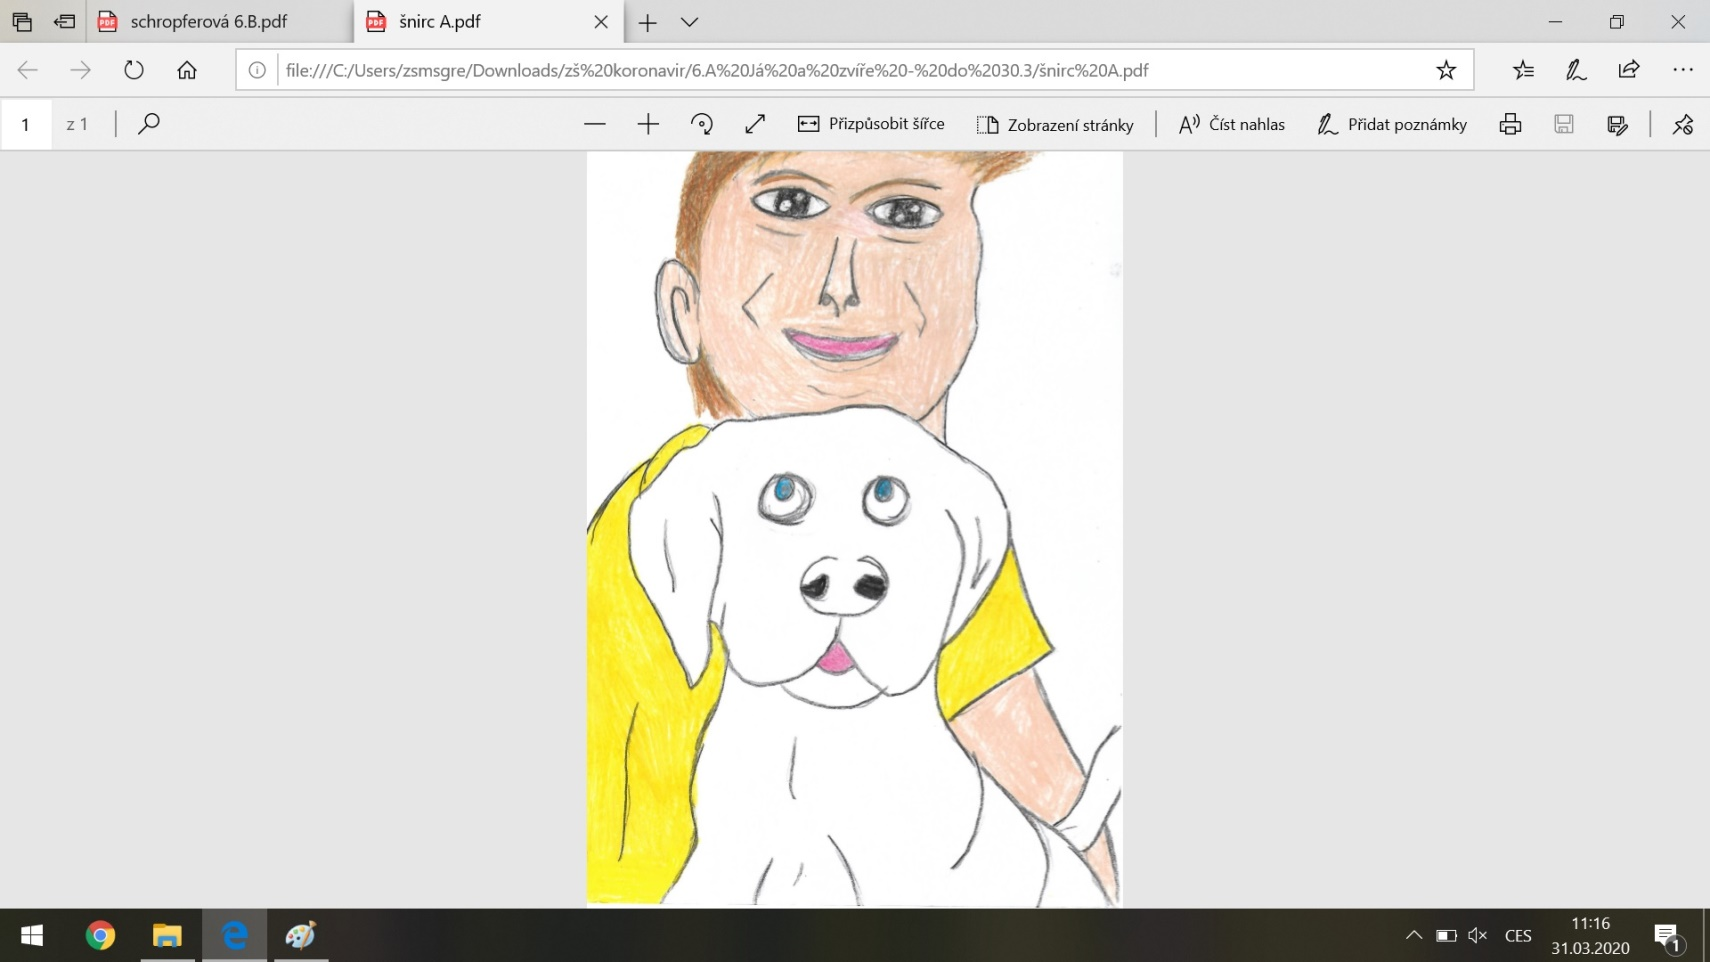 schropferová 6.B.pdf
šnirc A.pdf
file:///C:/Users/zsmsgre/Downloads/zš%20koronavir/6.A%20Já%20a%20zvíře%20-%20do%2030.3/šnirc%20A.pdf
1 z 1
Přizpůsobit šířce
Zobrazení stránky
Číst nahlas
Přidat poznámky
CES
11:16
31.03.2020
1